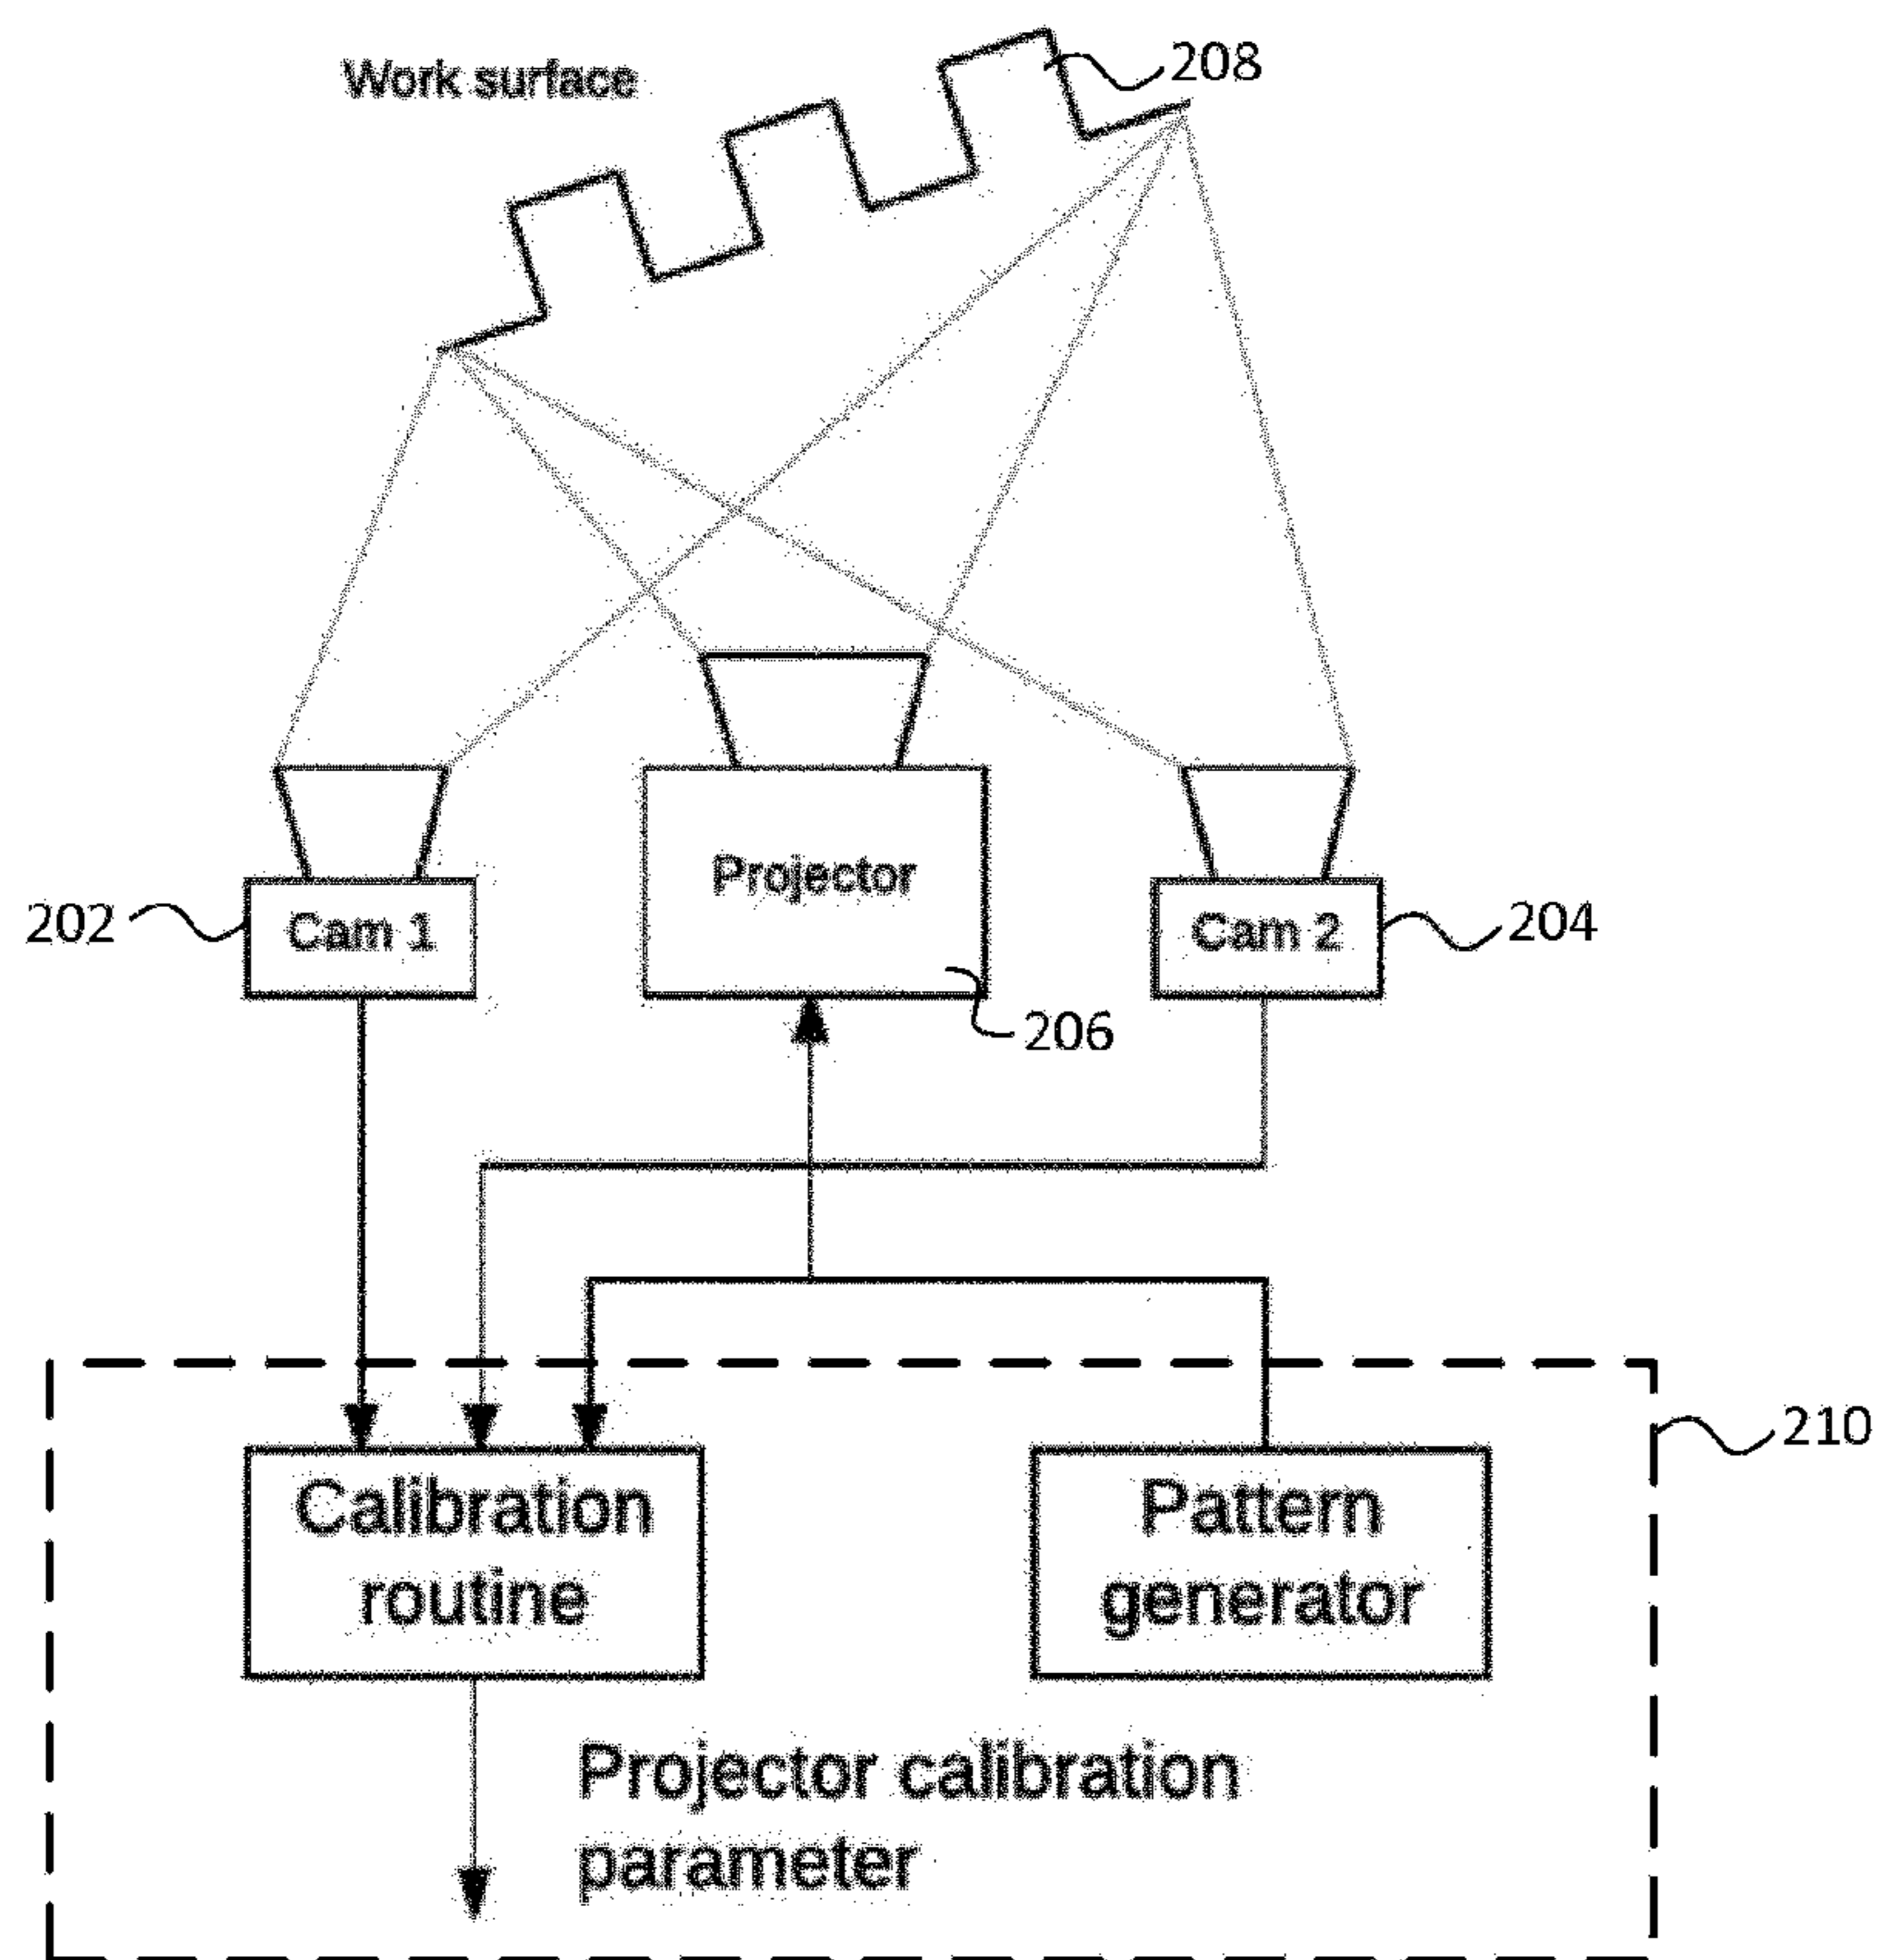 Work surface
208
Projector
202
Cam 1
Cam 2
204
206
210
Calibration
routine
Pattern
generator
Projector calibration
parameter